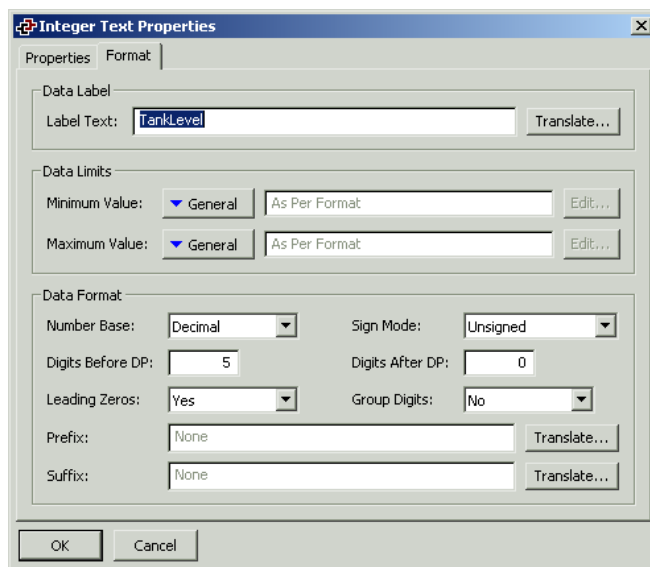 Integer Text Properties
Properties Format
Data Label
Label Text: TankLevel Translate...
Data Limits
Minimum Value: General As Per Format Edit...
Maximum Value: General As Per Format Edit...
Data Format
Number Base: Decimal Sign Mode: Unsigned
Digits Before DP: 5 Digits After DP: 0
Leading Zeros: Yes Group Digits: No
Prefix: None Translate...
Suffix: None Translate...
OK Cancel